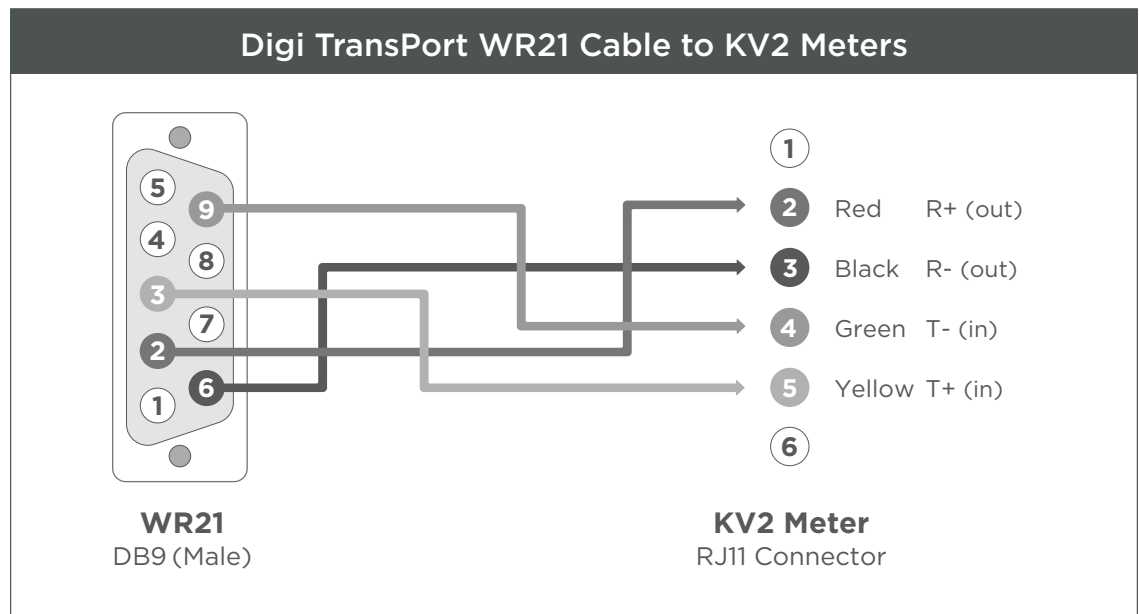 Digi TransPort WR21 Cable to KV2 Meters
5
9
4
8
3
7
2
6
1
1
2 Red R+ (out)
3 Black R- (out)
4 Green T- (in)
5 Yellow T+ (in)
6
WR21
DB9 (Male)
KV2 Meter
RJ11 Connector